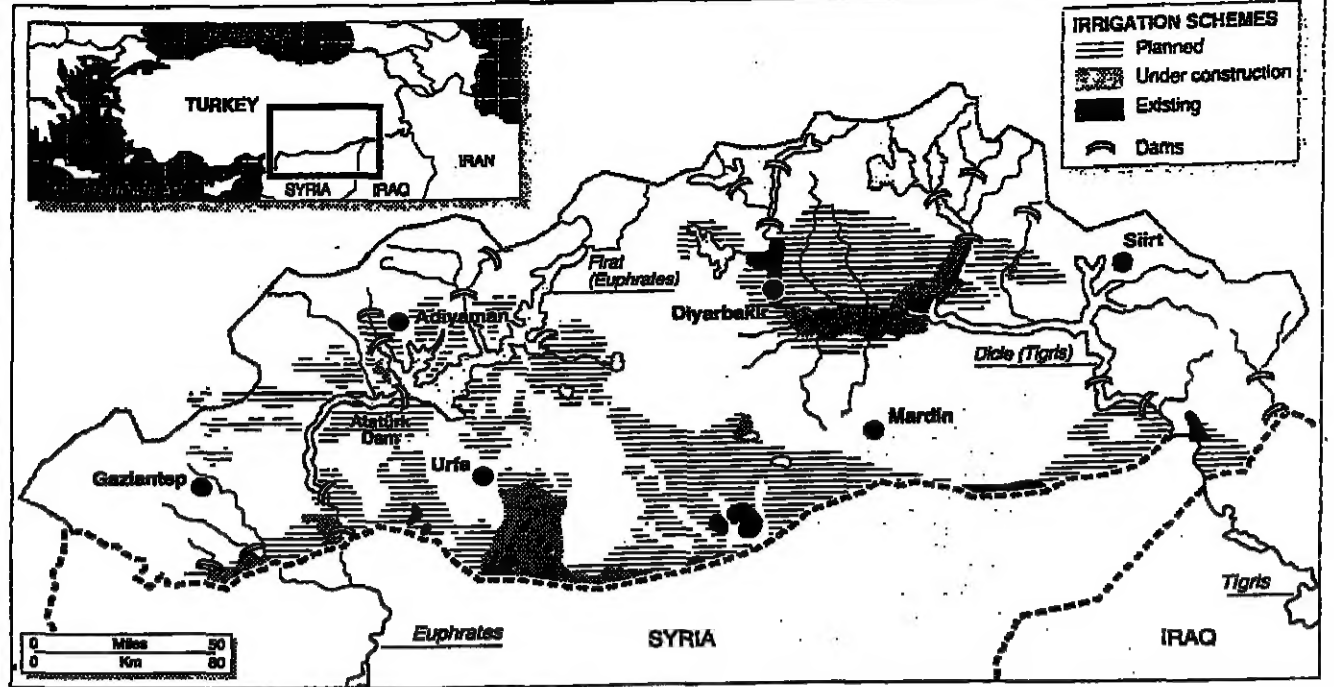 TURKEY
IRAN
SYRIA
IRAQ
IRRIGATION SCHEMES
Planned
Under construction
Existing
Dams
Siirt
Firat
(Euphrates)
Adiyaman
Diyarbakir
Dicle (Tigris)
Atatürk
Dam
Mardin
Urfa
Gaziantep
Tigris
Euphrates
SYRIA
IRAQ
0 Miles 50
0 Km 80